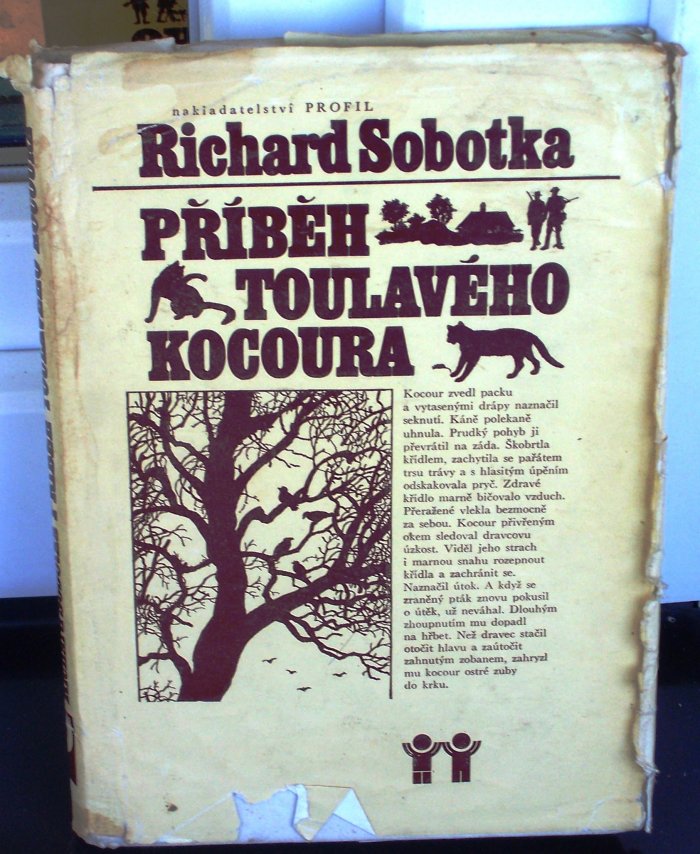 nakladatelství PROFIL
Richard Sobotka
PŘÍBĚH
TOULAVÉHO
KOCOURA
Kocour zvedl packu
a vytasenými drápy naznačil
seknutí. Káně polekaně
uhnula. Prudký pohyb ji
převrátil na záda. Škobrtla
křídlem, zachytila se pařátem
trsu trávy a s hlasitým úpěním
odskakovala pryč. Zdravé
křídlo marně bičovalo vzduch.
Přeražené vlekla bezmocně
za sebou. Kocour přivřeným
okem sledoval dravcovu
úzkost. Viděl jeho strach
i marnou snahu rozepnout
křídla a zachránit se.
Naznačil útok. A když se
zraněný pták znovu pokusil
o útěk, už neváhal. Dlouhým
zhoupnutím mu dopadl
na hřbet. Než dravec stačil
otočit hlavu a zaútočit
zahnutým zobanem, zahryzl
mu kocour ostré zuby
do krku.